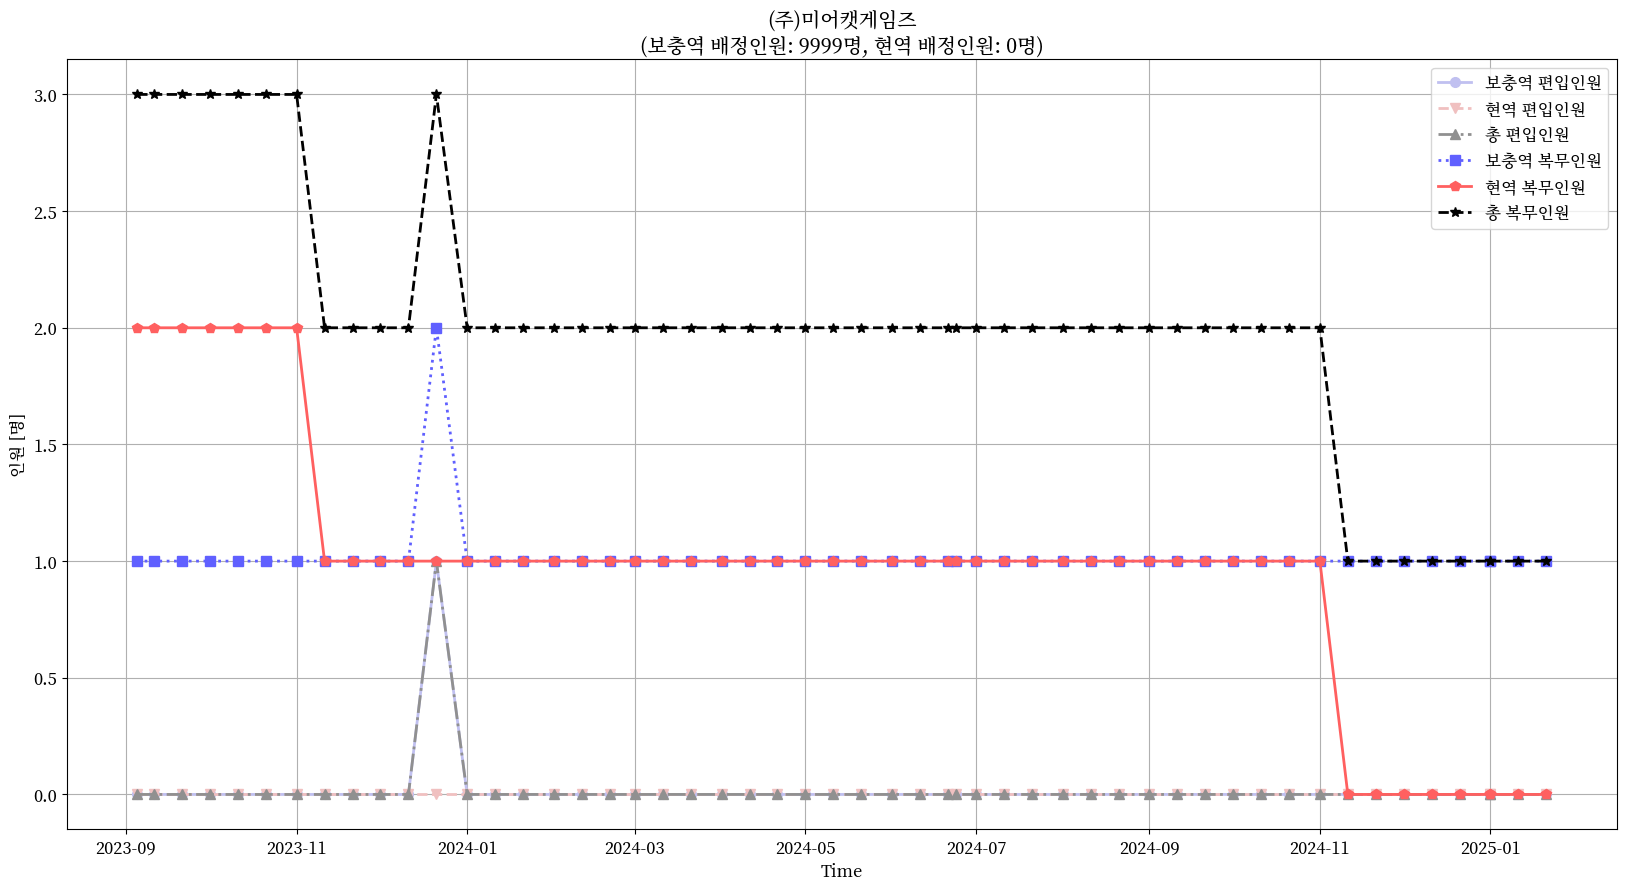 (주)미어캣게임즈
(보충역 배정인원: 9999명, 현역 배정인원: 0명)
보충역 편입인원
현역 편입인원
총 편입인원
보충역 복무인원
현역 복무인원
총 복무인원
인원 [명]
3.0
2.5
2.0
1.5
1.0
0.5
0.0
2023-09
2023-11
2024-01
2024-03
2024-05
2024-07
2024-09
2024-11
2025-01
Time